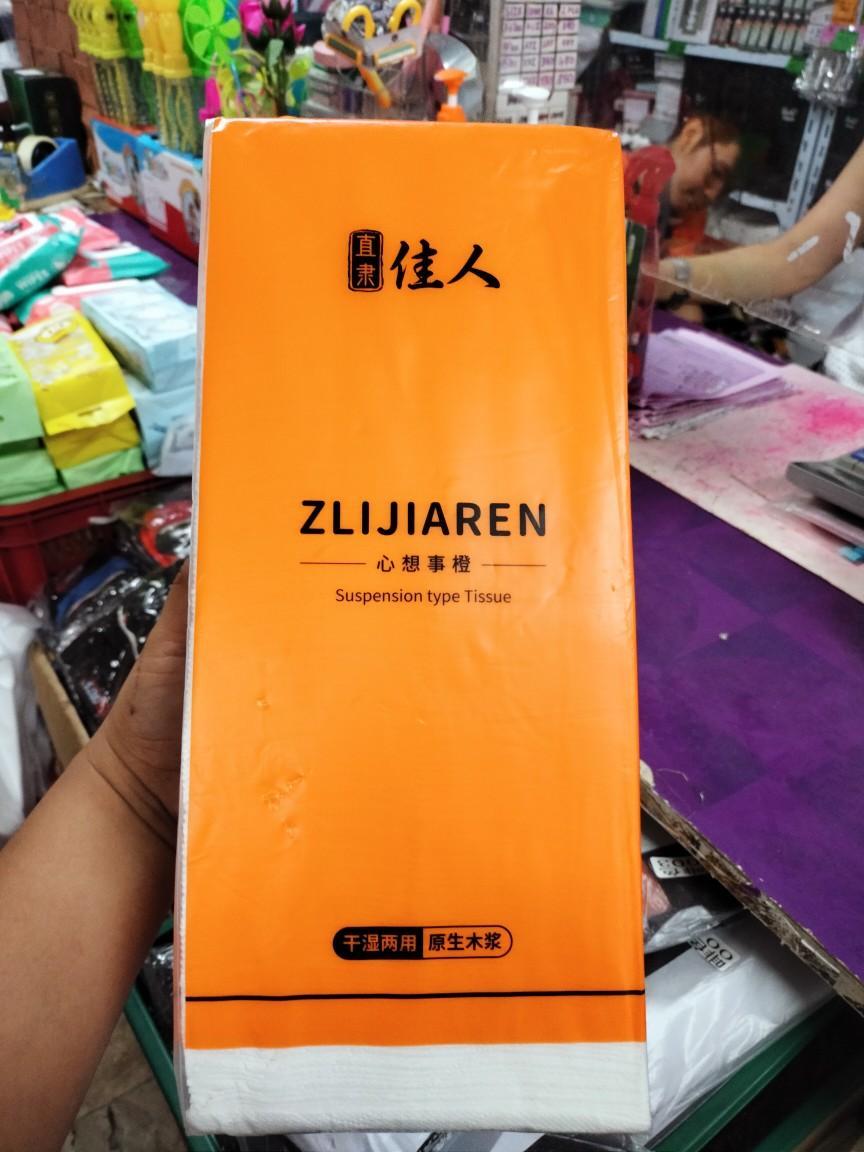 直隶佳人
ZLIJIAREN
心想事橙
Suspension type Tissue
干湿两用 原生木浆